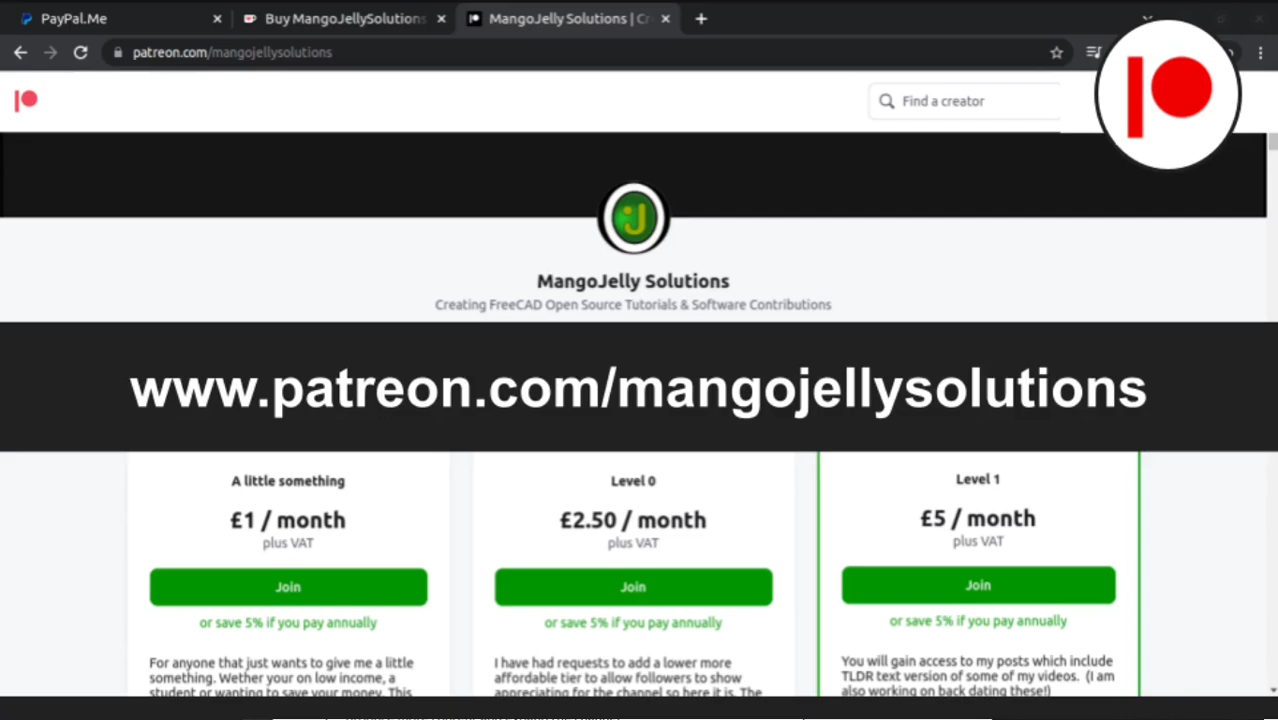 PayPal.Me
Buy MangoJellySolutions
MangoJelly Solutions | Cr
patreon.com/mangojellysolutions
Find a creator
MangoJelly Solutions
Creating FreeCAD Open Source Tutorials & Software Contributions
www.patreon.com/mangojellysolutions
A little something
£1 / month
plus VAT
Join
or save 5% if you pay annually
For anyone that just wants to give me a little
something. Wether your on low income, a
student or wanting to save your money. This
Level 0
£2.50 / month
plus VAT
Join
or save 5% if you pay annually
I have had requests to add a lower more
affordable tier to allow followers to show
appreciating for the channel so here it is. The
Level 1
£5 / month
plus VAT
Join
or save 5% if you pay annually
You will gain access to my posts which include
TLDR text version of some of my videos. (I am
also working on back dating these!)